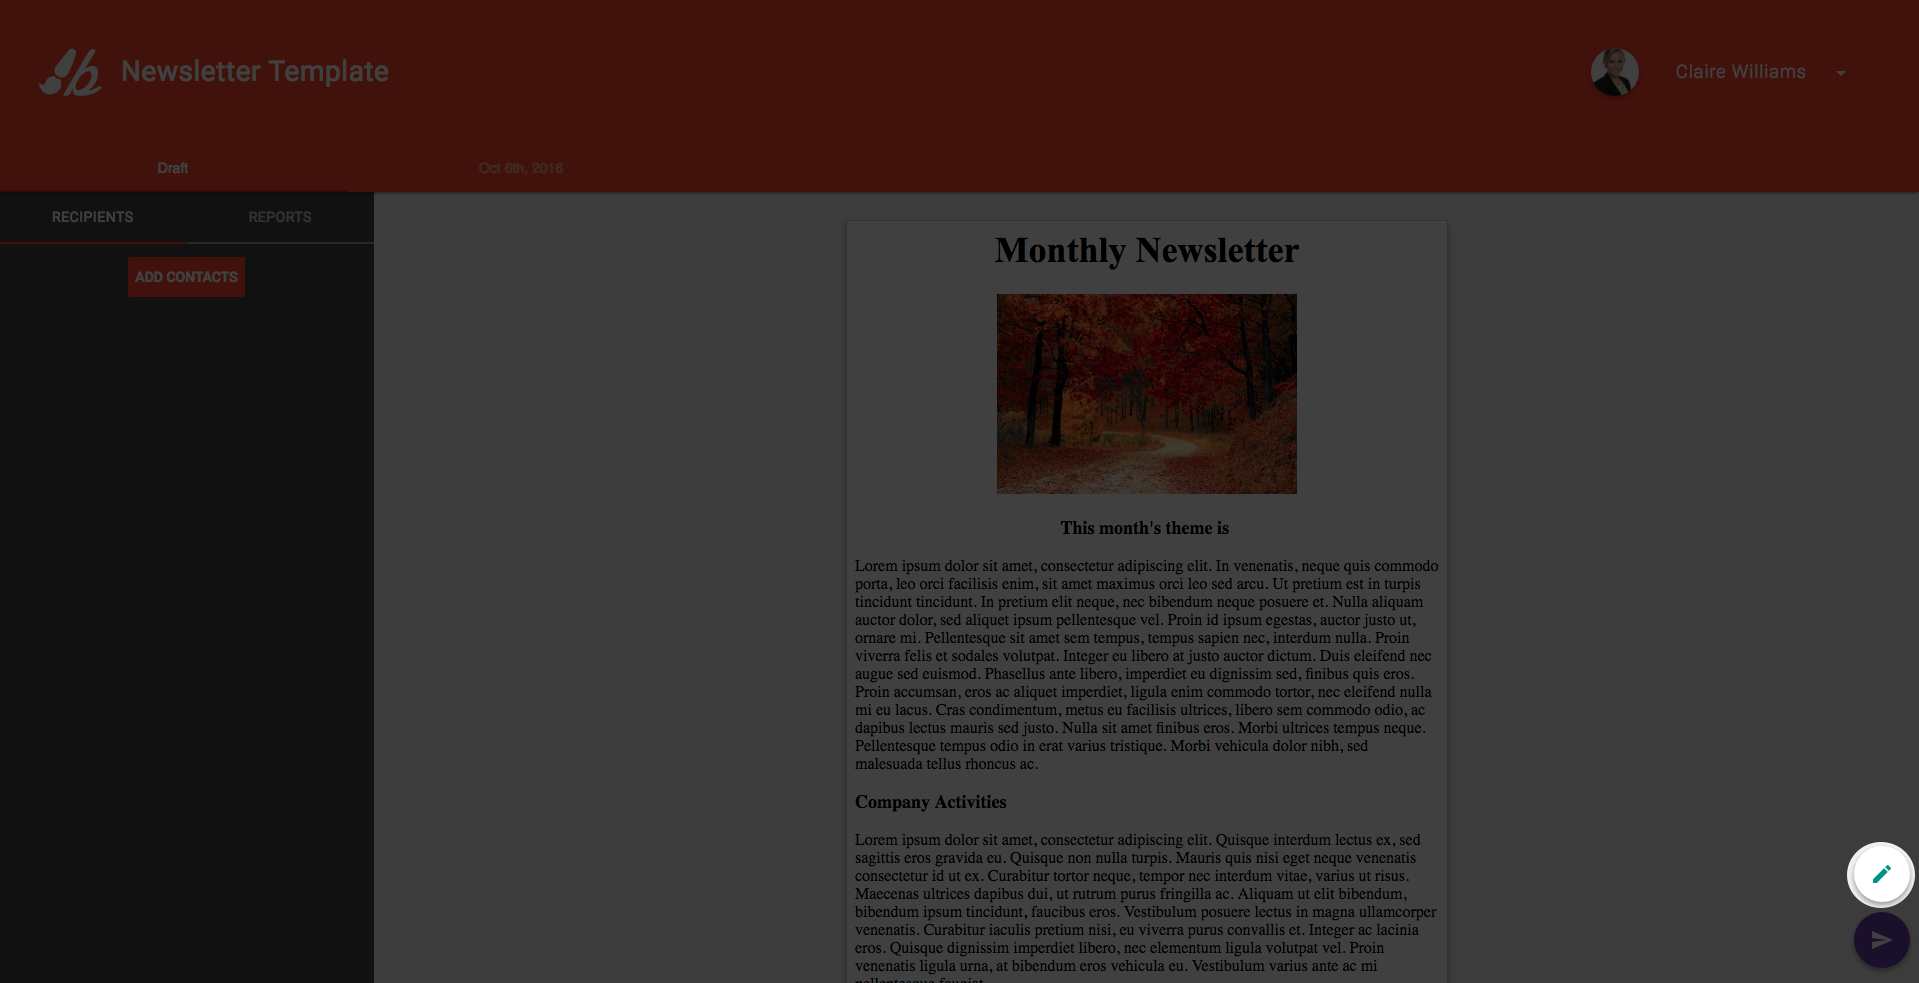 Newsletter Template
Claire Williams
Draft
Oct 6th, 2016
RECIPIENTS
REPORTS
ADD CONTACTS
Monthly Newsletter
This month's theme is
Lorem ipsum dolor sit amet, consectetur adipiscing elit. In venenatis, neque quis commodo
porta, leo orci facilisis enim, sit amet maximus orci leo sed arcu. Ut pretium est in turpis
tincidunt tincidunt. In pretium elit neque, nec bibendum neque posuere et. Nulla aliquam
auctor dolor, sed aliquet ipsum pellentesque vel. Proin id ipsum egestas, auctor justo ut,
ornare mi. Pellentesque sit amet sem tempus, tempus sapien nec, interdum nulla. Proin
viverra felis et sodales volutpat. Integer eu libero at justo auctor dictum. Duis eleifend nec
augue sed euismod. Phasellus ante libero, imperdiet eu dignissim sed, finibus quis eros.
Proin accumsan, eros ac aliquet imperdiet, ligula enim commodo tortor, nec eleifend nulla
mi eu lacus. Cras condimentum, metus eu facilisis ultrices, libero sem commodo odio, ac
dapibus lectus mauris sed justo. Nulla sit amet finibus eros. Morbi ultrices tempus neque.
Pellentesque tempus odio in erat varius tristique. Morbi vehicula dolor nibh, sed
malesuada tellus rhoncus ac.
Company Activities
Lorem ipsum dolor sit amet, consectetur adipiscing elit. Quisque interdum lectus ex, sed
sagittis eros gravida eu. Quisque non nulla turpis. Mauris quis nisi eget neque venenatis
consectetur id ut ex. Curabitur tortor neque, tempor nec interdum vitae, varius ut risus.
Maecenas ultrices dapibus dui, ut rutrum purus fringilla ac. Aliquam ut elit bibendum,
bibendum ipsum tincidunt, faucibus eros. Vestibulum posuere lectus in magna ullamcorper
venenatis. Curabitur iaculis pretium nisi, eu viverra purus convallis et. Integer ac lacinia
eros. Quisque dignissim imperdiet libero, nec elementum ligula volutpat vel. Proin
venenatis ligula urna, at bibendum eros vehicula eu. Vestibulum varius ante ac mi